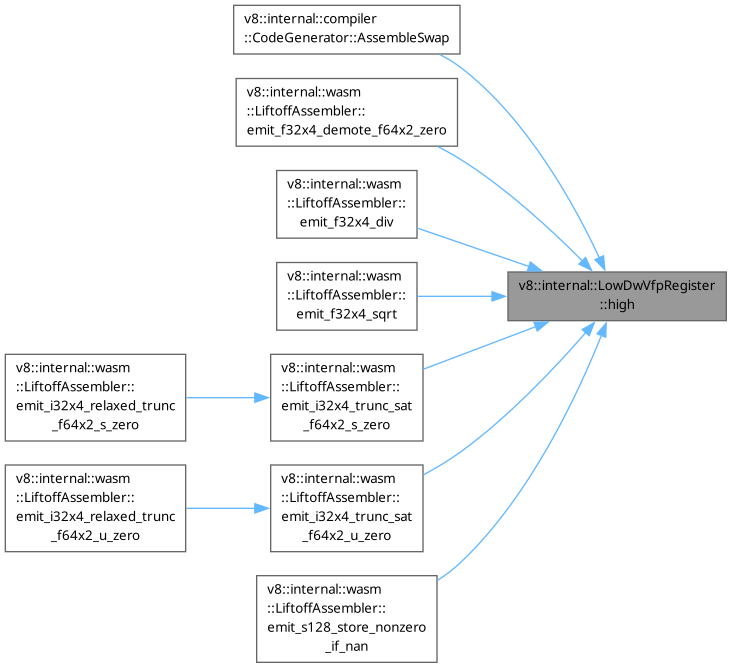 v8::internal::compiler
::CodeGenerator::AssembleSwap
v8::internal::wasm
::LiftoffAssembler::
emit_f32x4_demote_f64x2_zero
v8::internal::wasm
::LiftoffAssembler::
emit_f32x4_div
v8::internal::LowDwVfpRegister
::high
v8::internal::wasm
::LiftoffAssembler::
emit_f32x4_sqrt
v8::internal::wasm
::LiftoffAssembler::
emit_i32x4_relaxed_trunc
_f64x2_s_zero
v8::internal::wasm
::LiftoffAssembler::
emit_i32x4_trunc_sat
_f64x2_s_zero
v8::internal::wasm
::LiftoffAssembler::
emit_i32x4_relaxed_trunc
_f64x2_u_zero
v8::internal::wasm
::LiftoffAssembler::
emit_i32x4_trunc_sat
_f64x2_u_zero
v8::internal::wasm
::LiftoffAssembler::
emit_s128_store_nonzero
_if_nan